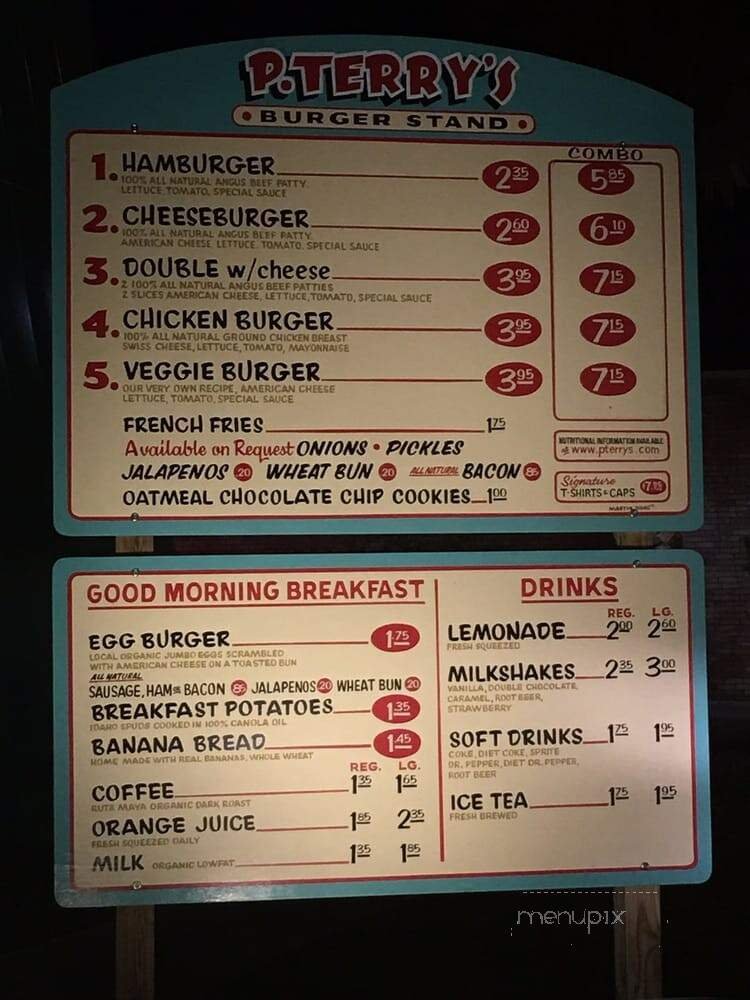 P. TERRY'S
• BURGER STAND •
COMBO
1. HAMBURGER 2.35 5.85
100% ALL NATURAL ANGUS BEEF PATTY
LETTUCE, TOMATO, SPECIAL SAUCE
2. CHEESEBURGER 2.60 6.10
100% ALL NATURAL ANGUS BEEF PATTY,
AMERICAN CHEESE, LETTUCE, TOMATO, SPECIAL SAUCE
3. DOUBLE w/cheese 3.95 7.15
2 100% ALL NATURAL ANGUS BEEF PATTIES
2 SLICES AMERICAN CHEESE, LETTUCE, TOMATO, SPECIAL SAUCE
4. CHICKEN BURGER 3.95 7.15
100% ALL NATURAL GROUND CHICKEN BREAST
SWISS CHEESE, LETTUCE, TOMATO, MAYONNAISE
5. VEGGIE BURGER 3.95 7.15
OUR VERY OWN RECIPE, AMERICAN CHEESE
LETTUCE, TOMATO, SPECIAL SAUCE
FRENCH FRIES 1.75
Available on Request ONIONS • PICKLES
JALAPENOS 20 WHEAT BUN 20 ALL NATURAL BACON 85
OATMEAL CHOCOLATE CHIP COOKIES 1.00
NUTRITIONAL INFORMATION AVAILABLE
at www.pterrys.com
Signature
T-SHIRTS & CAPS
GOOD MORNING BREAKFAST
EGG BURGER 1.75
LOCAL ORGANIC JUMBO EGGS SCRAMBLED
WITH AMERICAN CHEESE ON A TOASTED BUN
ALL NATURAL
SAUSAGE, HAM or BACON 85 JALAPENOS 20 WHEAT BUN 20
BREAKFAST POTATOES 1.35
IDAHO SPUDS COOKED IN 100% CANOLA OIL
BANANA BREAD 1.45
HOME MADE WITH REAL BANANAS, WHOLE WHEAT
REG. LG.
COFFEE 1.35 1.65
RUTA MAYA ORGANIC DARK ROAST
ORANGE JUICE 1.85 2.35
FRESH SQUEEZED DAILY
MILK ORGANIC LOWFAT 1.35 1.85
DRINKS
REG. LG.
LEMONADE 2.00 2.60
FRESH SQUEEZED
MILKSHAKES 2.35 3.00
VANILLA, DOUBLE CHOCOLATE,
CARAMEL, ROOT BEER,
STRAWBERRY
SOFT DRINKS 1.75 1.95
COKE, DIET COKE, SPRITE
DR. PEPPER, DIET DR. PEPPER,
ROOT BEER
ICE TEA 1.75 1.95
FRESH BREWED
menupix